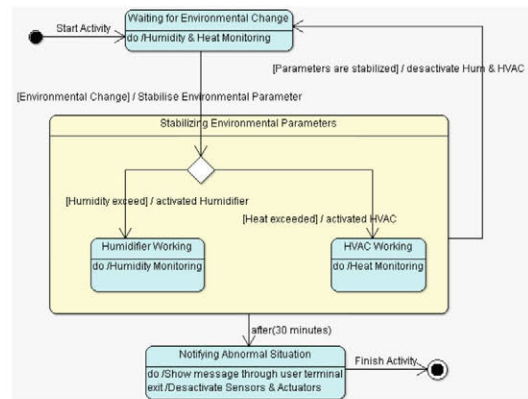 Waiting for Environmental Change
Start Activity
do /Humidity & Heat Monitoring
[Parameters are stabilized] / desactivate Hum & HVAC
[Environmental Change] / Stabilise Environmental Parameter
Stabilizing Environmental Parameters
[Humidity exceed] / activated Humidifier
[Heat exceeded] / activated HVAC
Humidifier Working
do /Humidity Monitoring
HVAC Working
do /Heat Monitoring
after(30 minutes)
Notifying Abnormal Situation
do /Show message through user terminal
exit /Desactivate Sensors & Actuators
Finish Activity